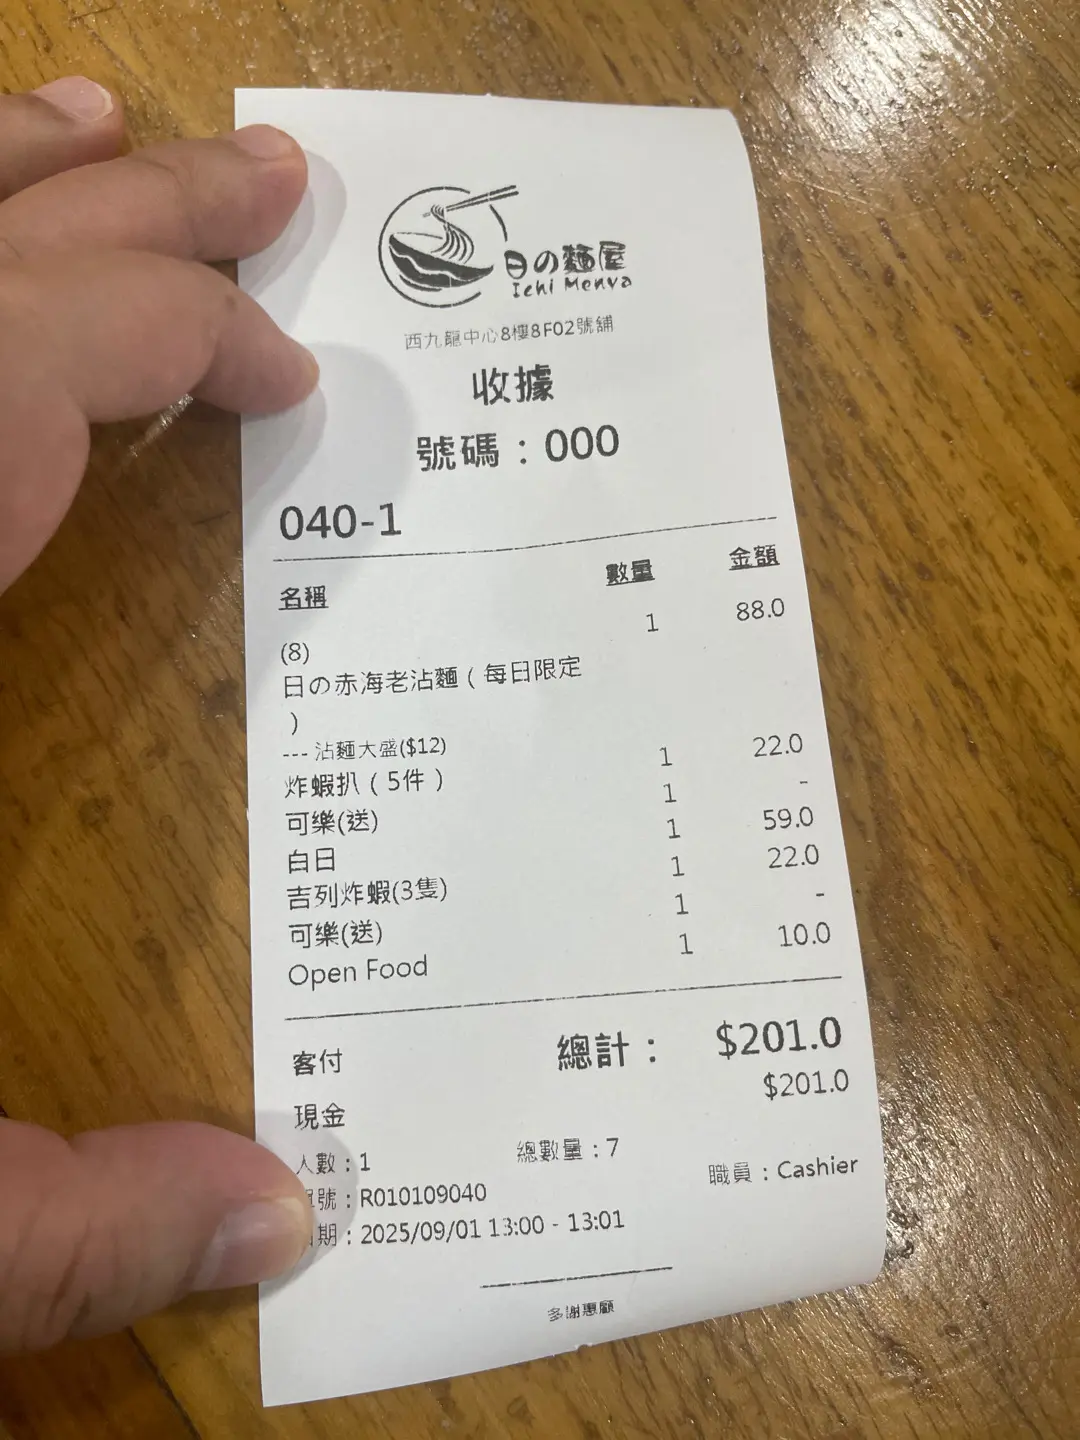 日の麵屋
Ichi Menya
西九龍中心8樓8F02號舖
收據
號碼：000
040-1
名稱 數量 金額
(8) 1 88.0
日の赤海老沾麵（每日限定
）
--- 沾麵大盛($12)
炸蝦扒（5件） 1 22.0
可樂(送) 1 -
白日 1 59.0
吉列炸蝦(3隻) 1 22.0
可樂(送) 1 -
Open Food 1 10.0
客付 總計： $201.0
現金 $201.0
人數：1 總數量：7
號：R010109040 職員：Cashier
期：2025/09/01 13:00 - 13:01
多謝惠顧